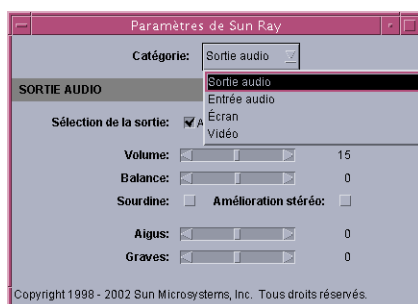 Paramètres de Sun Ray
Catégorie: Sortie audio
Sortie audio
Entrée audio
Écran
Vidéo
SORTIE AUDIO
Sélection de la sortie: A
Volume: 15
Balance: 0
Sourdine: Amélioration stéréo:
Aigus: 0
Graves: 0
Copyright 1998 - 2002 Sun Microsystems, Inc. Tous droits réservés.